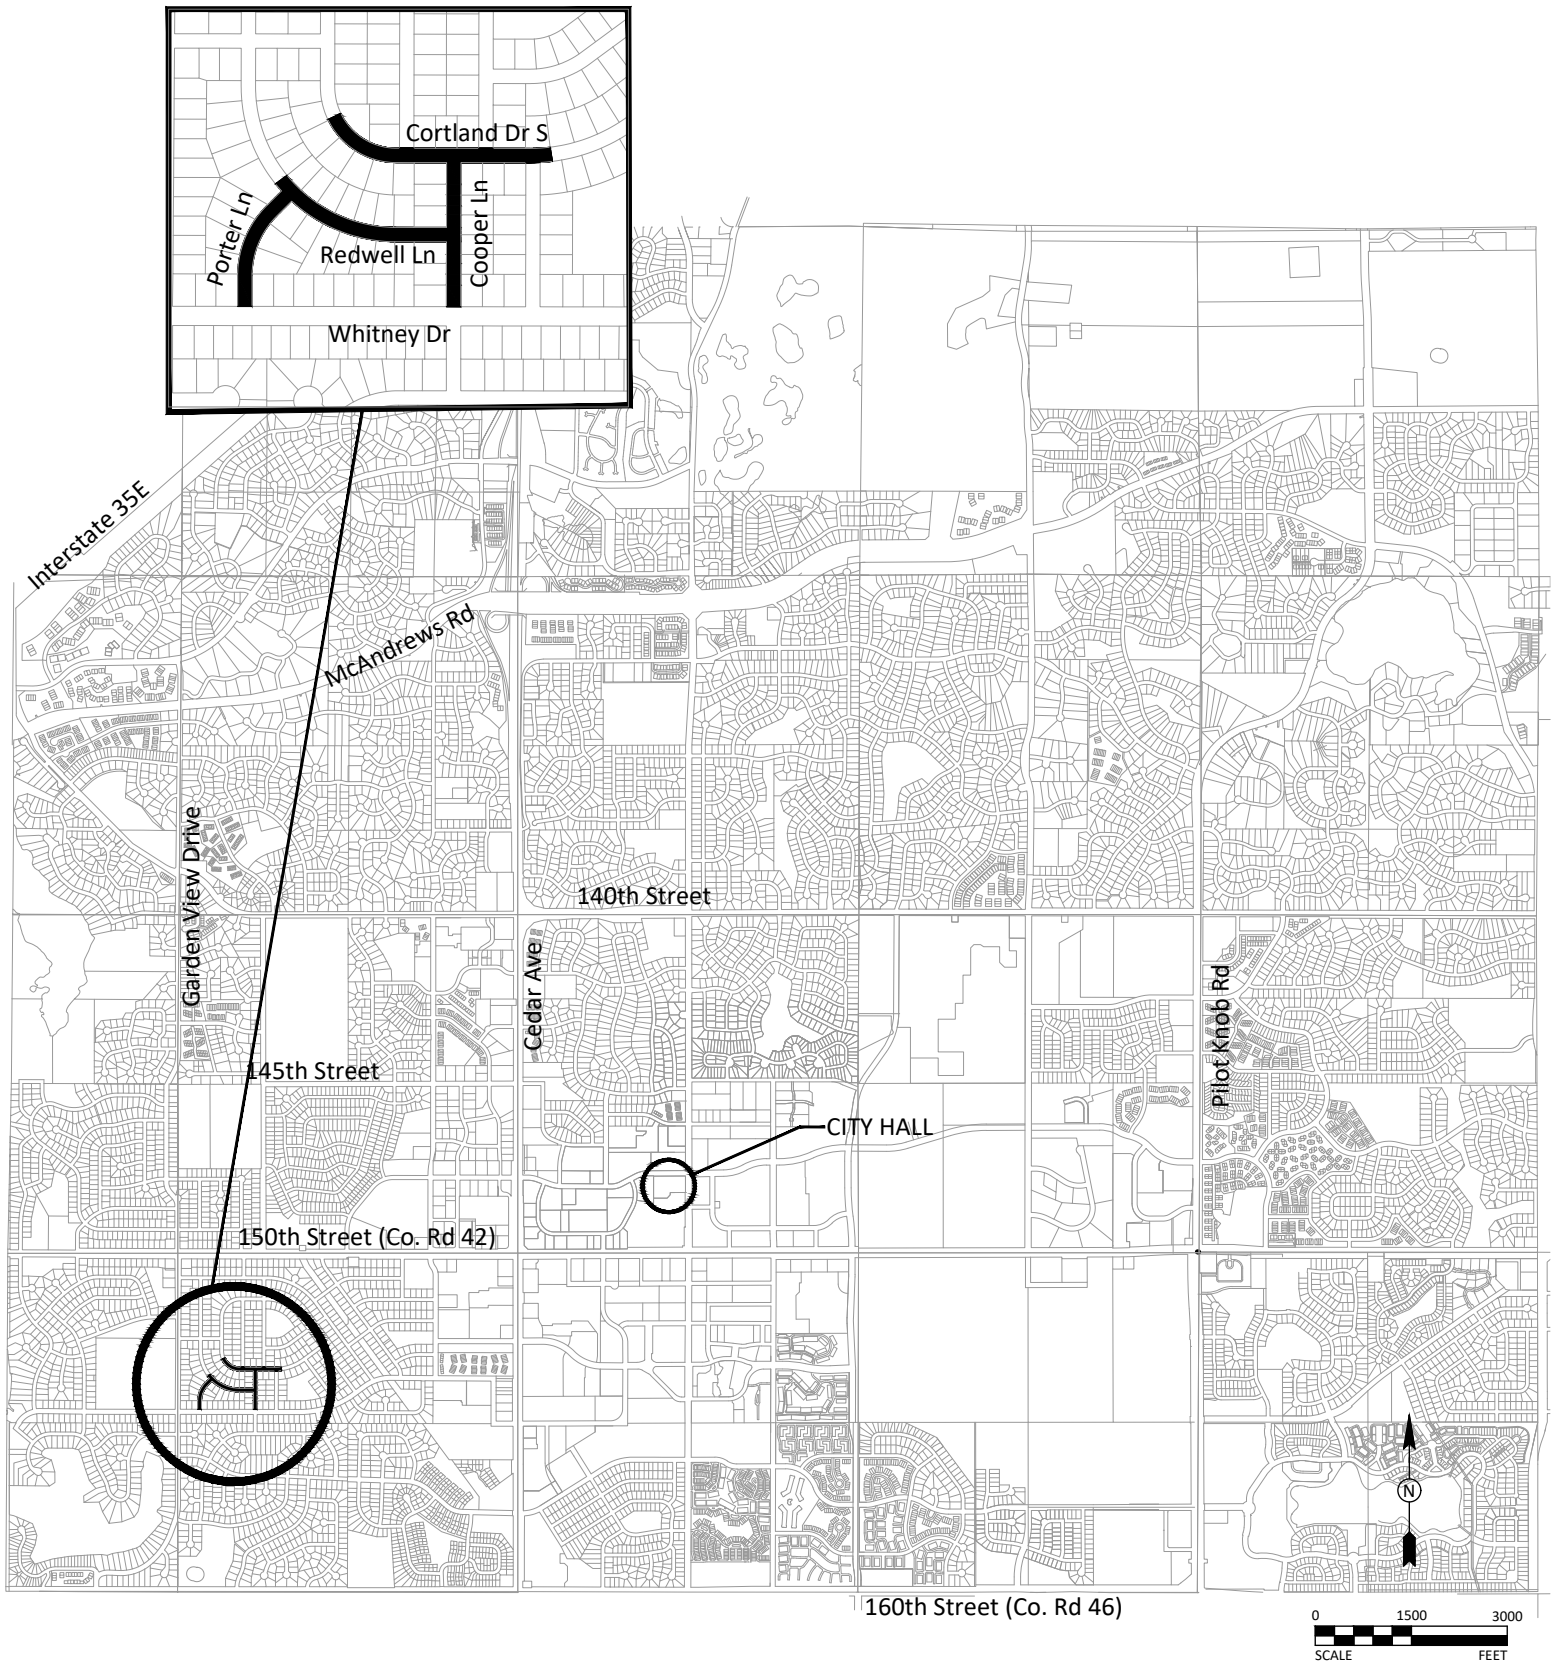 Cortland Dr S
Porter Ln
Cooper Ln
Redwell Ln
Whitney Dr
Interstate 35E
McAndrews Rd
Garden View Drive
140th Street
Cedar Ave
Pilot Knob Rd
145th Street
CITY HALL
150th Street (Co. Rd 42)
N
160th Street (Co. Rd 46)
0 1500 3000
SCALE FEET